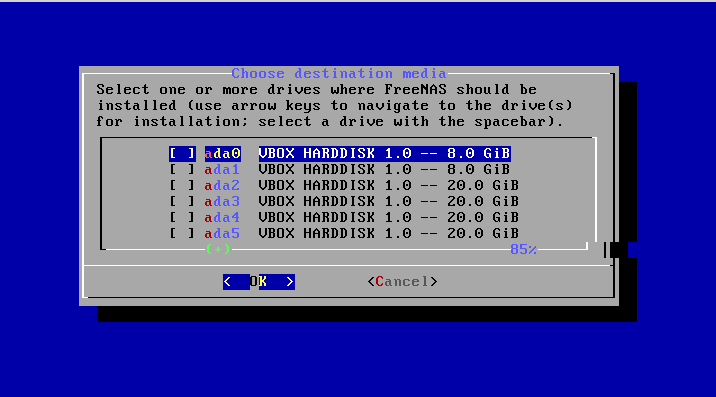 Choose destination media
Select one or more drives where FreeNAS should be
installed (use arrow keys to navigate to the drive(s)
for installation; select a drive with the spacebar).
[ ] ada0 VBOX HARDDISK 1.0 -- 8.0 GiB
[ ] ada1 VBOX HARDDISK 1.0 -- 8.0 GiB
[ ] ada2 VBOX HARDDISK 1.0 -- 20.0 GiB
[ ] ada3 VBOX HARDDISK 1.0 -- 20.0 GiB
[ ] ada4 VBOX HARDDISK 1.0 -- 20.0 GiB
[ ] ada5 VBOX HARDDISK 1.0 -- 20.0 GiB
(+) 85%
< OK > <Cancel>